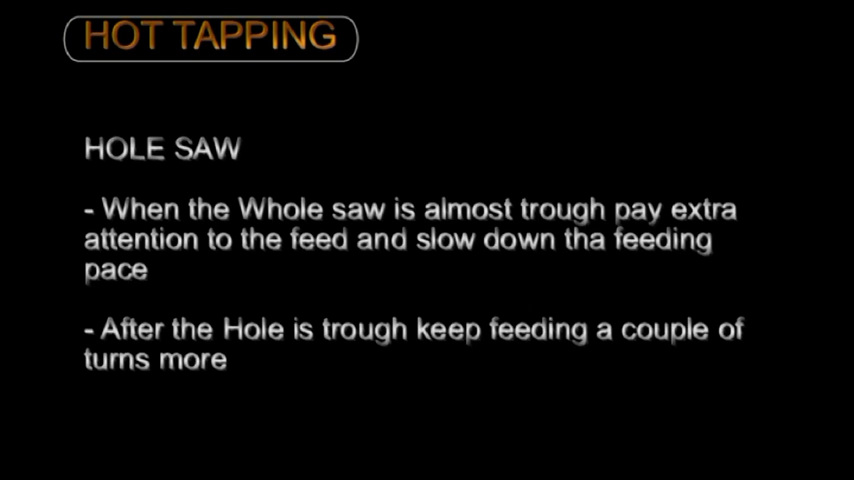 HOT TAPPING
HOLE SAW
- When the Whole saw is almost trough pay extra
attention to the feed and slow down tha feeding
pace
- After the Hole is trough keep feeding a couple of
turns more